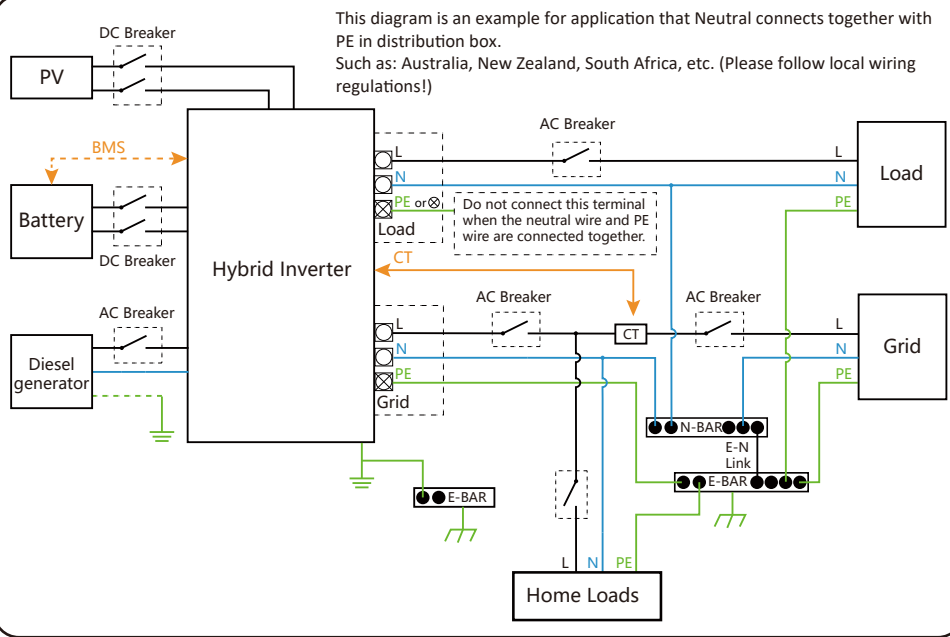 This diagram is an example for application that Neutral connects together with
PE in distribution box.
Such as: Australia, New Zealand, South Africa, etc. (Please follow local wiring
regulations!)
DC Breaker
PV
BMS
Battery
DC Breaker
AC Breaker
Diesel
generator
Hybrid Inverter
L
N
PE or⊗
Load
Do not connect this terminal
when the neutral wire and PE
wire are connected together.
AC Breaker
L
N
PE
Load
CT
AC Breaker
CT
AC Breaker
L
N
PE
Grid
L
N
PE
Grid
N-BAR
E-N
Link
E-BAR
E-BAR
L
N
PE
Home Loads